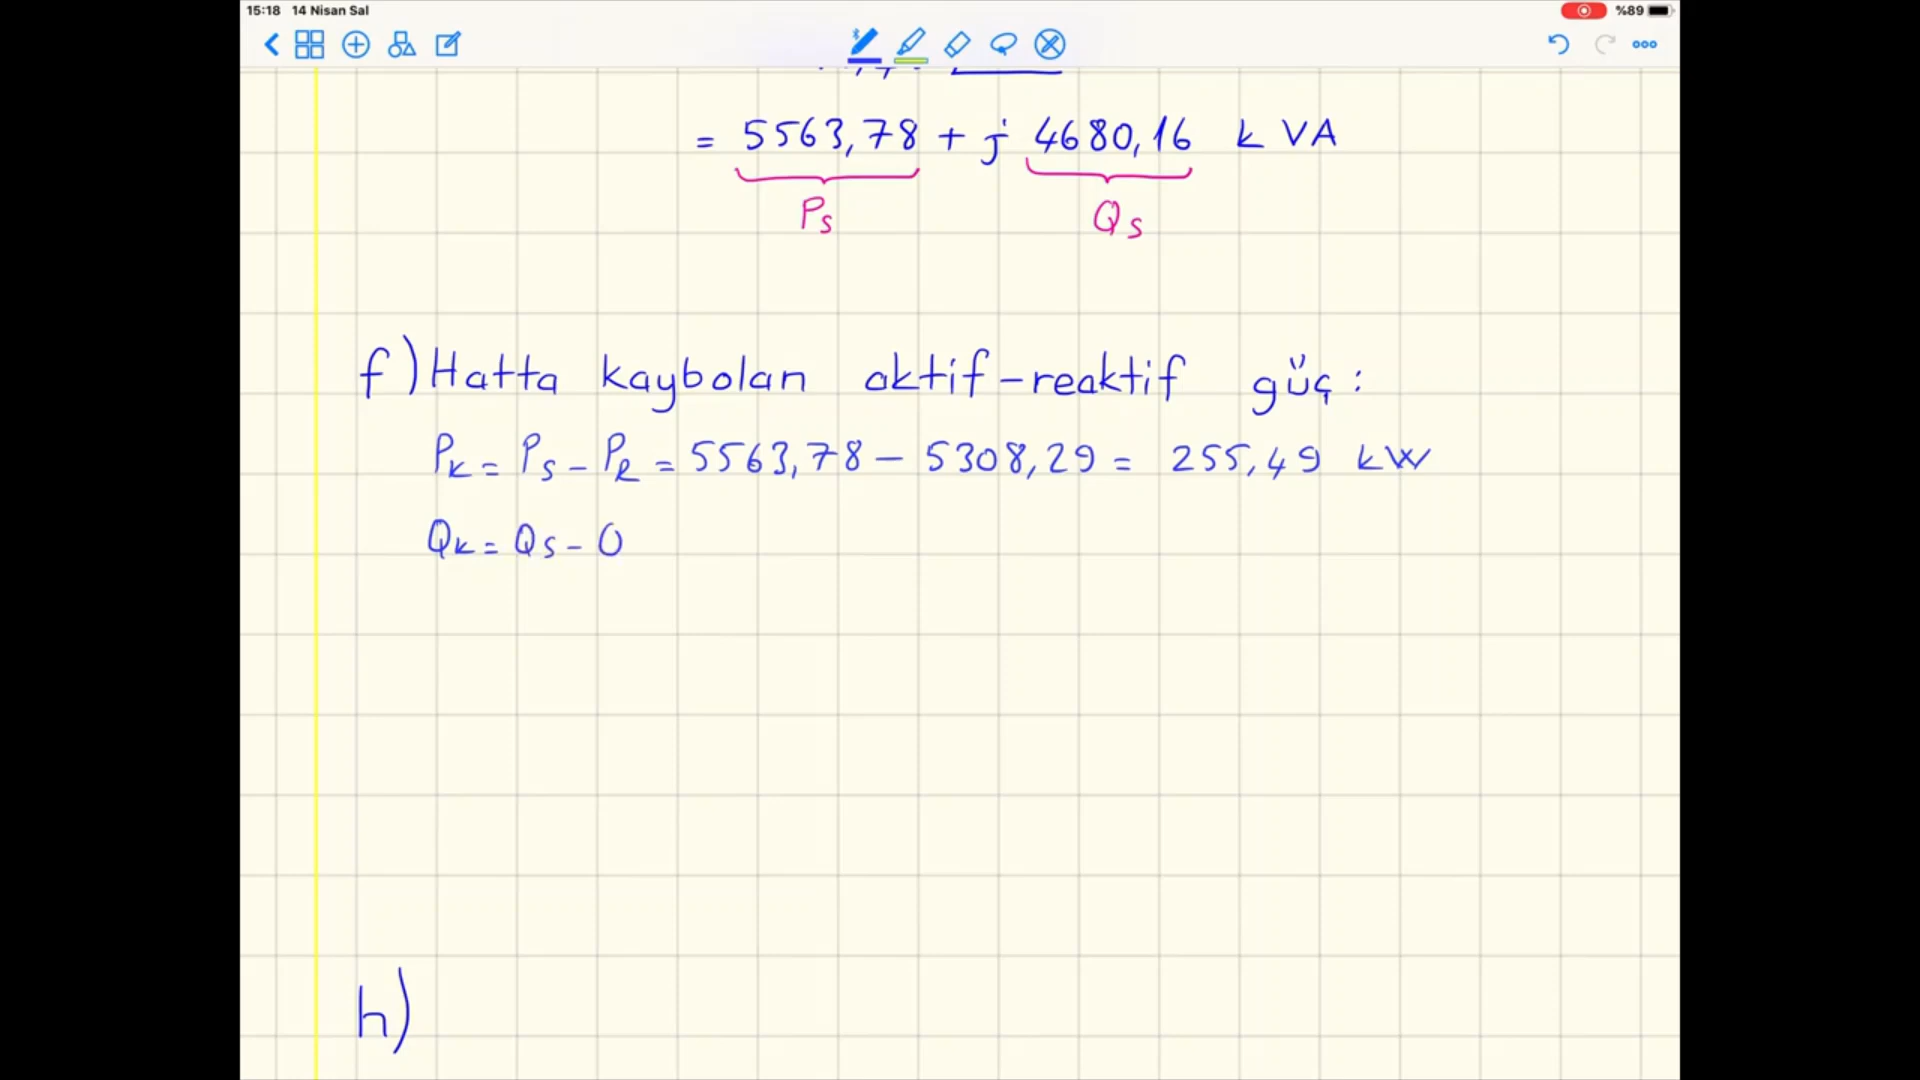 15:18 14 Nisan Sal %89
= 5563,78 + j 4680,16 kVA
Ps Qs
f) Hatta kaybolan aktif-reaktif güç:
Pk = Ps - PR = 5563,78 - 5308,29 = 255,49 kW
Qk = Qs - 0
h)